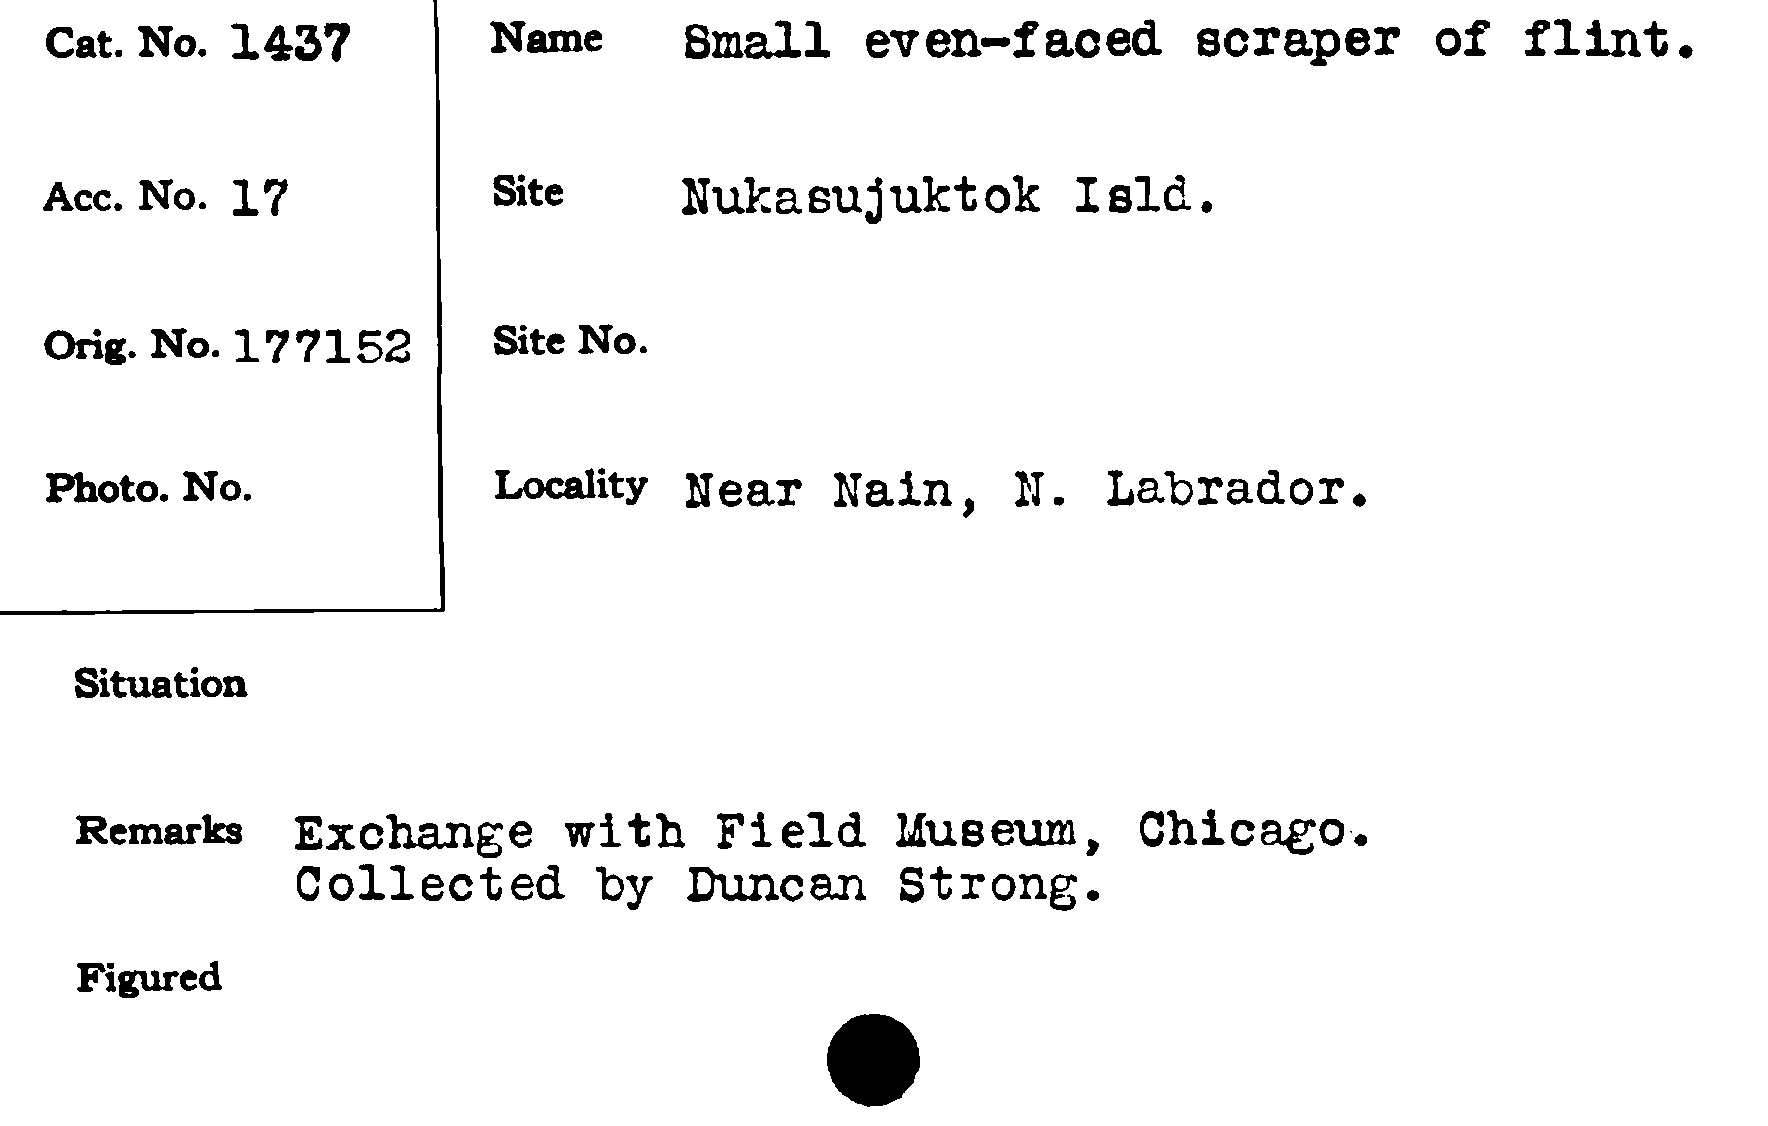 Cat. No. 1437
Name Small even-faced scraper of flint.
Acc. No. 17
Site Nukasujuktok Isld.
Orig. No. 177152
Site No.
Photo. No.
Locality Near Nain, N. Labrador.
Situation
Remarks Exchange with Field Museum, Chicago.
Collected by Duncan Strong.
Figured